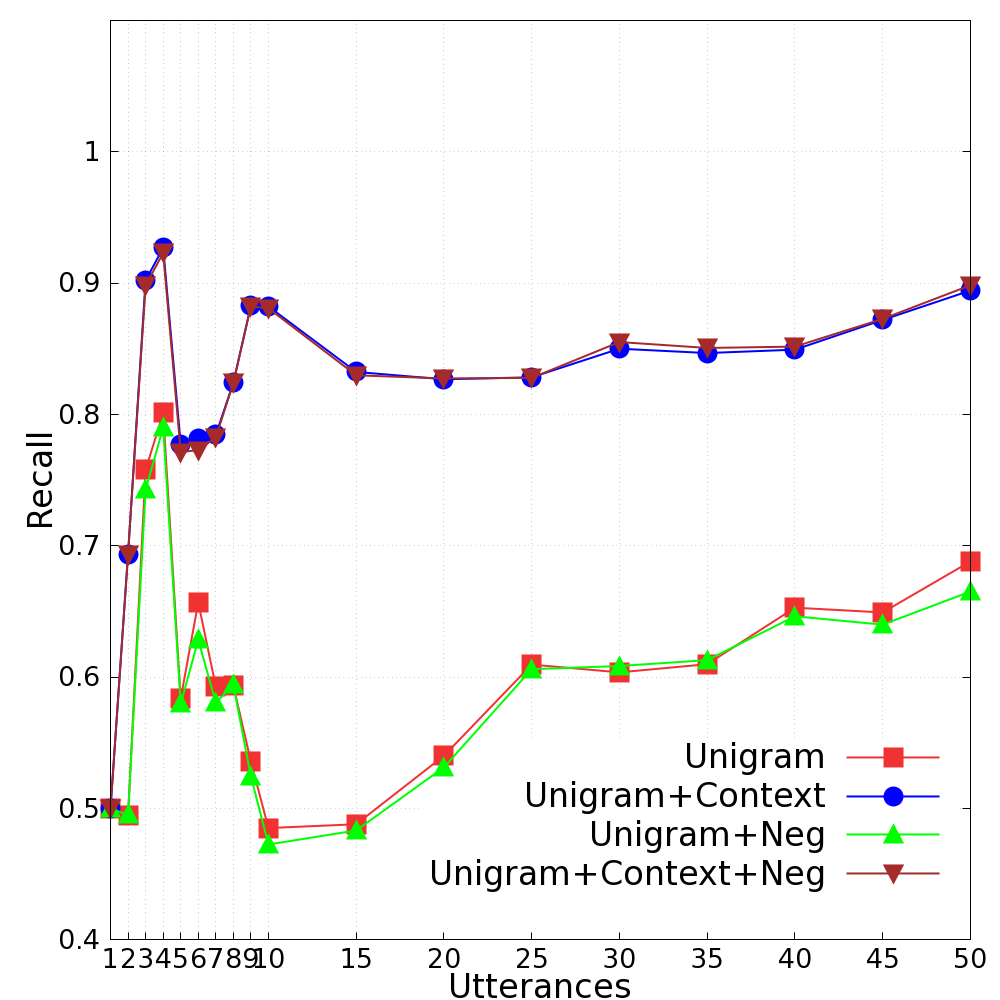 1
0.9
0.8
0.7
0.6
0.5
0.4
Recall
Unigram
Unigram+Context
Unigram+Neg
Unigram+Context+Neg
1 2 3 4 5 6 7 8 9 10 15 20 25 30 35 40 45 50
Utterances